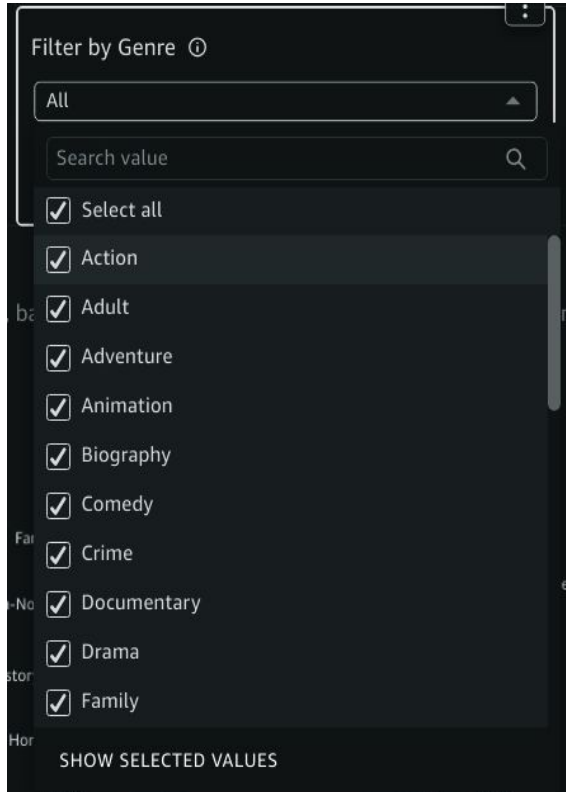 Filter by Genre
All
Search value
Select all
Action
Adult
Adventure
Animation
Biography
Comedy
Crime
Documentary
Drama
Family
SHOW SELECTED VALUES